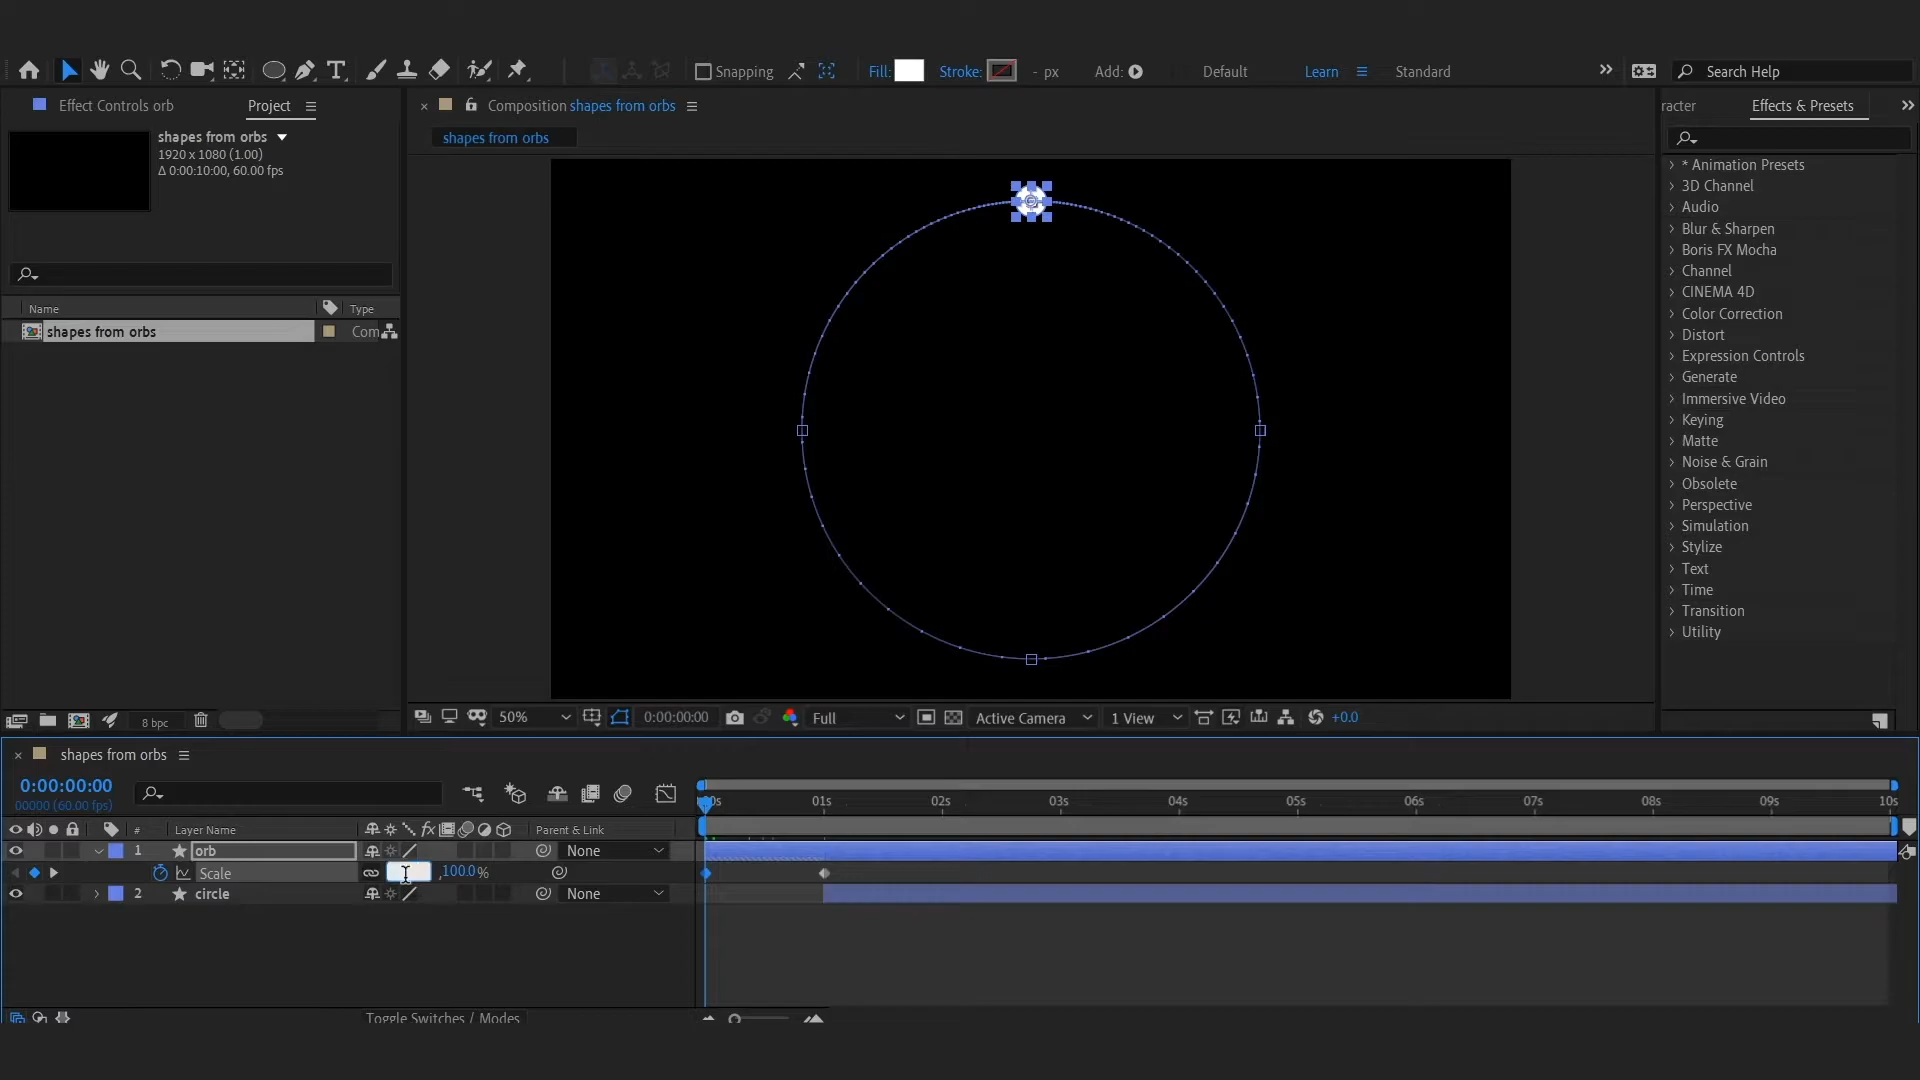 Snapping
Fill:
Stroke:
- px
Add:
Default
Learn
Standard
Search Help
Effect Controls orb
Project
Composition shapes from orbs
racter
Effects & Presets
shapes from orbs
1920 x 1080 (1.00)
Δ 0:00:10:00, 60.00 fps
shapes from orbs
* Animation Presets
3D Channel
Audio
Blur & Sharpen
Boris FX Mocha
Channel
CINEMA 4D
Color Correction
Distort
Expression Controls
Generate
Immersive Video
Keying
Matte
Noise & Grain
Obsolete
Perspective
Simulation
Stylize
Text
Time
Transition
Utility
Name
Type
shapes from orbs
Com
8 bpc
50%
0:00:00:00
Full
Active Camera
1 View
+0.0
shapes from orbs
0:00:00:00
00000 (60.00 fps)
01s
02s
03s
04s
05s
06s
07s
08s
09s
10s
#
Layer Name
Parent & Link
1
orb
None
Scale
,100.0%
2
circle
None
Toggle Switches / Modes